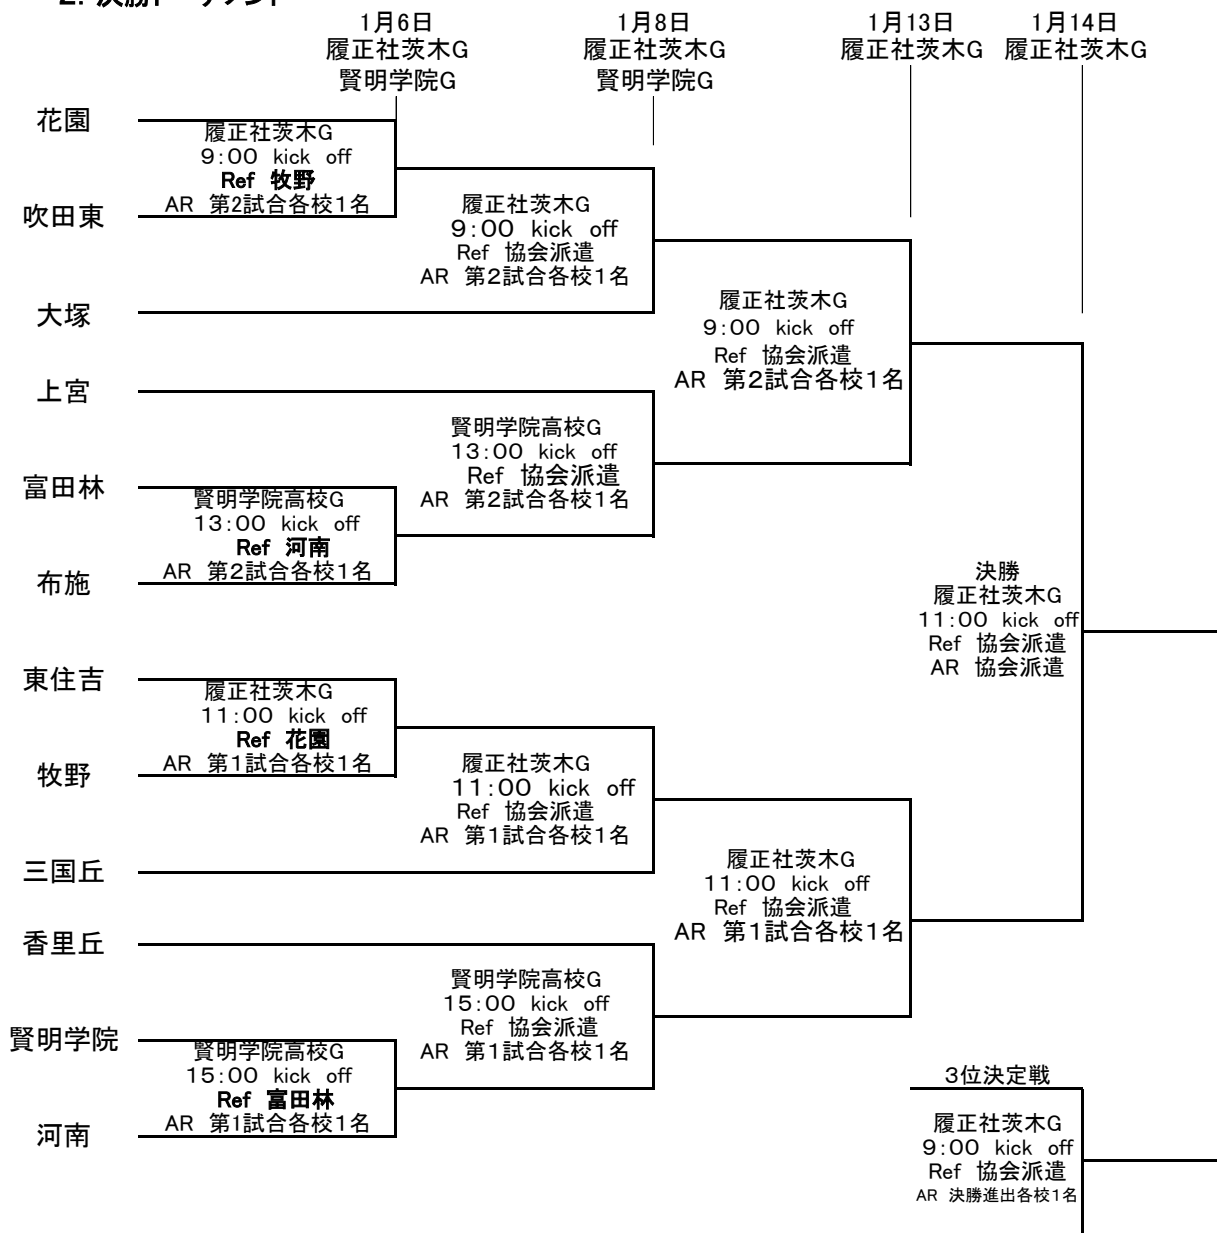 2. 決勝トーナメント
1月6日
履正社茨木G
賢明学院G
1月8日
履正社茨木G
賢明学院G
1月13日
履正社茨木G
1月14日
履正社茨木G
花園
履正社茨木G
9:00 kick off
Ref 牧野
AR 第2試合各校1名
吹田東
履正社茨木G
9:00 kick off
Ref 協会派遣
AR 第2試合各校1名
大塚
履正社茨木G
9:00 kick off
Ref 協会派遣
AR 第2試合各校1名
上宮
賢明学院高校G
13:00 kick off
Ref 協会派遣
AR 第2試合各校1名
富田林
賢明学院高校G
13:00 kick off
Ref 河南
AR 第2試合各校1名
布施
決勝
履正社茨木G
11:00 kick off
Ref 協会派遣
AR 協会派遣
東住吉
履正社茨木G
11:00 kick off
Ref 花園
AR 第1試合各校1名
牧野
履正社茨木G
11:00 kick off
Ref 協会派遣
AR 第1試合各校1名
三国丘
履正社茨木G
11:00 kick off
Ref 協会派遣
AR 第1試合各校1名
香里丘
賢明学院高校G
15:00 kick off
Ref 協会派遣
AR 第1試合各校1名
賢明学院
賢明学院高校G
15:00 kick off
Ref 富田林
AR 第1試合各校1名
河南
3位決定戦
履正社茨木G
9:00 kick off
Ref 協会派遣
AR 決勝進出各校1名